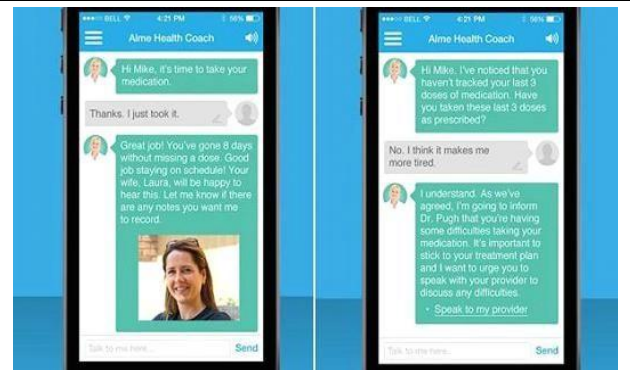 BELL 4:21 PM 56%
Alme Health Coach
Hi Mike, it's time to take your
medication.
Thanks. I just took it.
Great job! You've gone 8 days
without missing a dose. Good
job staying on schedule! Your
wife, Laura, will be happy to
hear this. Let me know if there
are any notes you want me
to record.
Talk to me here...
Send
BELL 4:21 PM 56%
Alme Health Coach
Hi Mike, I've noticed that you
haven't tracked your last 3
doses of medication. Have
you taken these last 3 doses
as prescribed?
No. I think it makes me
more tired.
I understand. As we've
agreed, I'm going to inform
Dr. Pugh that you're having
some difficulties taking your
medication. It's important to
stick to your treatment plan
and I want to urge you to
speak with your provider to
discuss any difficulties.
• Speak to my provider
Talk to me here...
Send